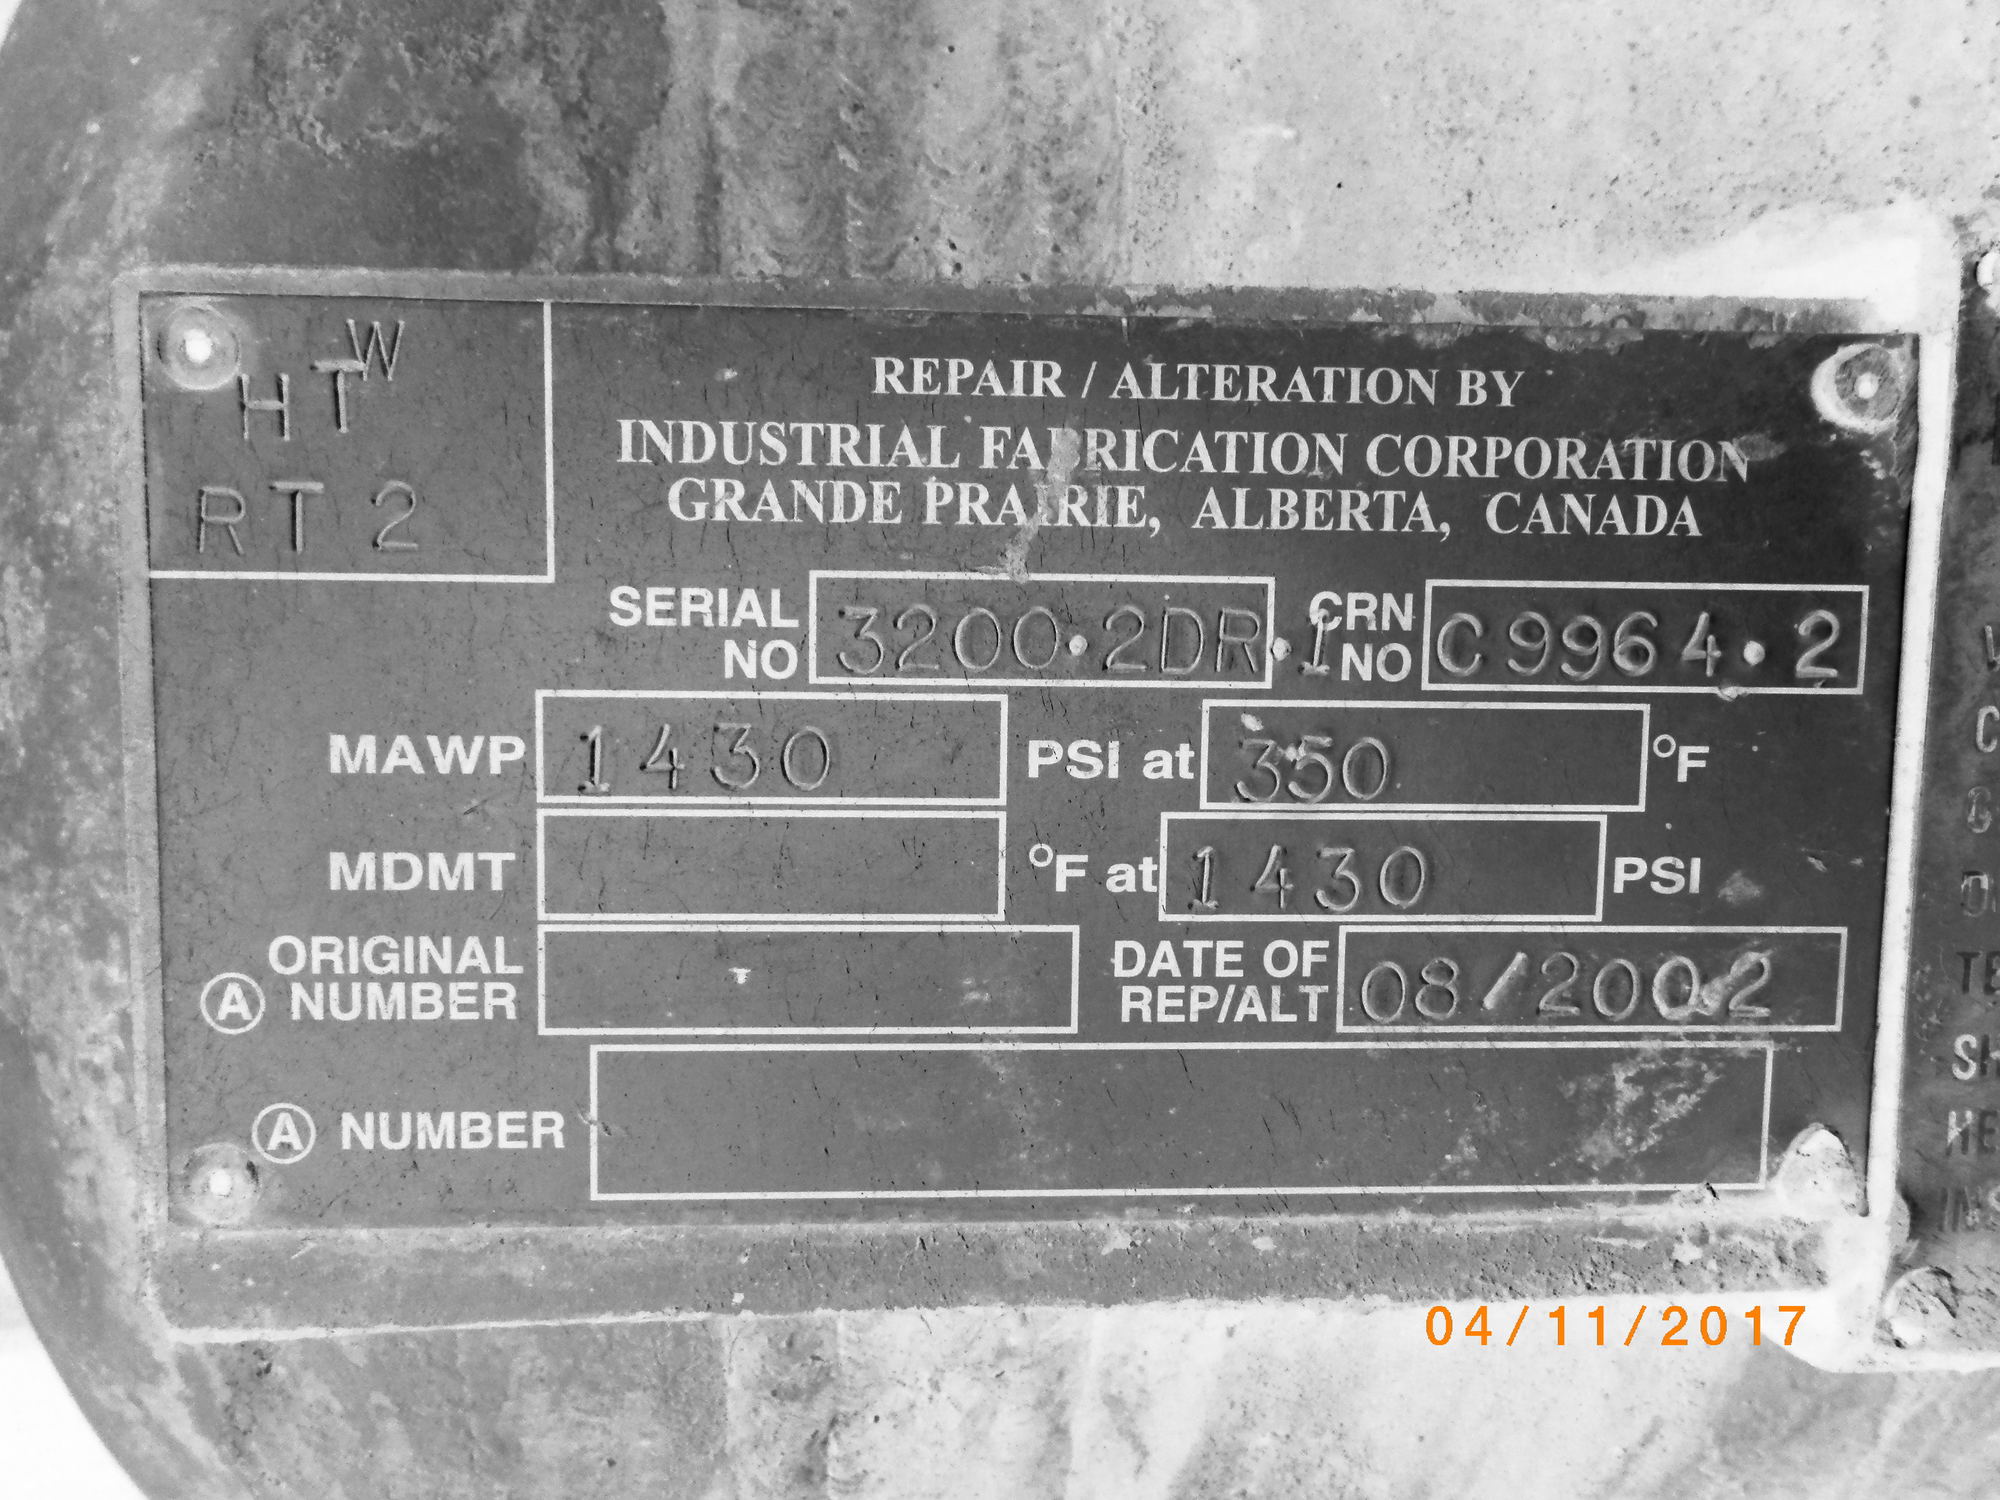 W
HT
RT 2
REPAIR / ALTERATION BY
INDUSTRIAL FABRICATION CORPORATION
GRANDE PRAIRIE, ALBERTA, CANADA
SERIAL NO 3200.2DR.1 CRN NO C9964.2
MAWP 1430 PSI at 350 °F
MDMT °F at 1430 PSI
ORIGINAL Ⓐ NUMBER DATE OF REP/ALT 08/2002
Ⓐ NUMBER
04/11/2017